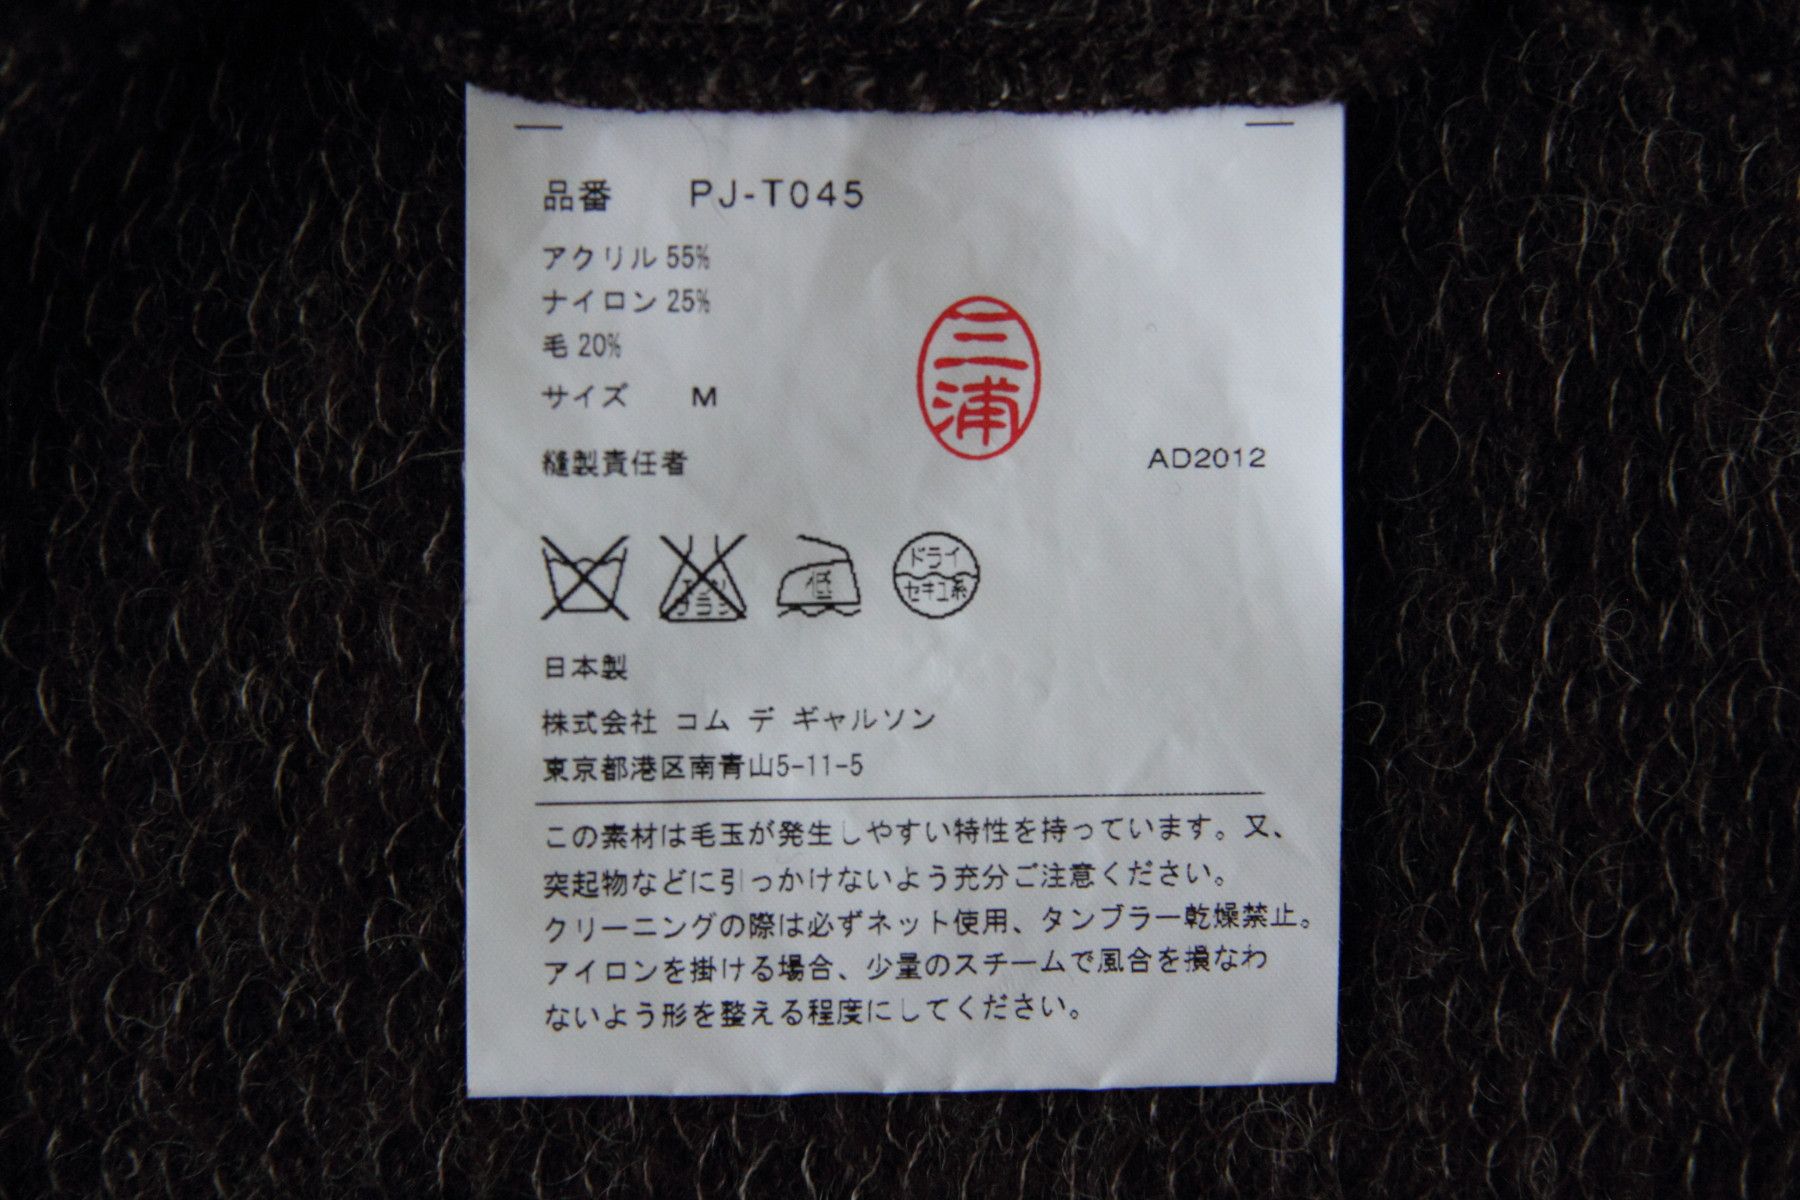 品番 PJ-T045
アクリル 55%
ナイロン 25%
毛 20%
サイズ M
三浦
縫製責任者
AD2012
エンソ
サラシ
低
ドライ
セキユ系
日本製
株式会社 コム デ ギャルソン
東京都港区南青山5-11-5
この素材は毛玉が発生しやすい特性を持っています。又、
突起物などに引っかけないよう充分ご注意ください。
クリーニングの際は必ずネット使用、タンブラー乾燥禁止。
アイロンを掛ける場合、少量のスチームで風合を損なわ
ないよう形を整える程度にしてください。